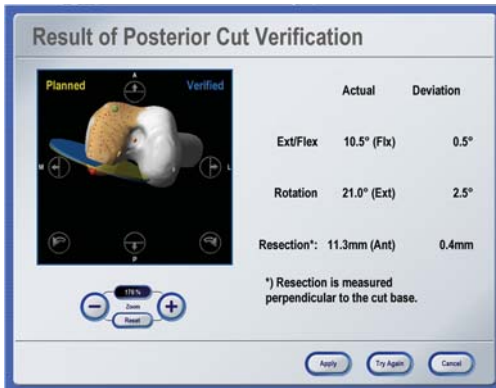 Result of Posterior Cut Verification
Planned
A
Verified
M
L
P
Actual Deviation
Ext/Flex 10.5° (Flx) 0.5°
Rotation 21.0° (Ext) 2.5°
Resection*: 11.3mm (Ant) 0.4mm
*) Resection is measured
perpendicular to the cut base.
Zoom
Reset
Apply Try Again Cancel